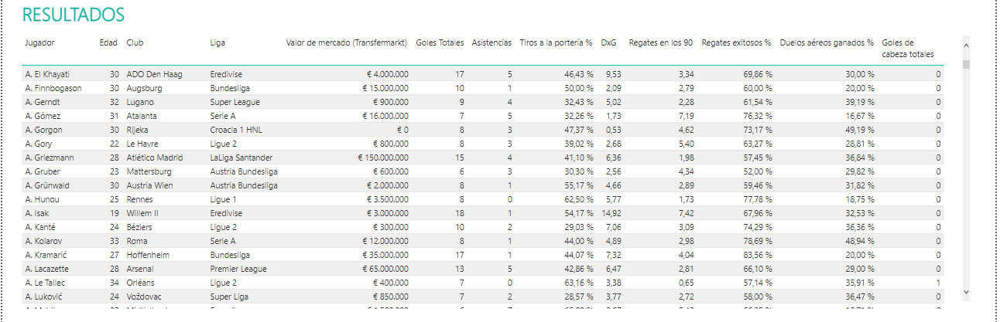 RESULTADOS
Jugador Edad Club Liga Valor de mercado (Transfermarkt) Goles Totales Asistencias Tiros a la portería % DxG Regates en los 90 Regates exitosos % Duelos aéreos ganados % Goles de cabeza totales
A. El Khayati 30 ADO Den Haag Eredivise € 4.000.000 17 5 46,43 % 9,53 3,34 69,86 % 30,00 % 0
A. Finnbogason 30 Augsburg Bundesliga € 15.000.000 10 1 50,00 % 2,09 2,79 60,00 % 20,00 % 0
A. Gerndt 32 Lugano Super League € 900.000 9 4 32,43 % 5,02 2,28 61,54 % 39,19 % 0
A. Gómez 31 Atalanta Serie A € 16.000.000 7 5 32,26 % 1,73 7,19 76,32 % 16,67 % 0
A. Gorgon 30 Rijeka Croacia 1 HNL € 0 8 3 47,37 % 0,53 4,62 73,17 % 49,19 % 0
A. Gory 22 Le Havre Ligue 2 € 800.000 8 3 39,02 % 2,68 5,40 63,27 % 28,81 % 0
A. Griezmann 28 Atlético Madrid LaLiga Santander € 150.000.000 15 4 41,10 % 6,36 1,98 57,45 % 36,84 % 0
A. Gruber 23 Mattersburg Austria Bundesliga € 600.000 6 3 30,30 % 2,56 4,34 52,00 % 29,82 % 0
A. Grünwald 30 Austria Wien Austria Bundesliga € 2.000.000 8 1 55,17 % 4,66 2,89 59,46 % 31,82 % 0
A. Hunou 25 Rennes Ligue 1 € 3.500.000 8 0 62,50 % 5,77 1,73 77,78 % 18,75 % 0
A. Isak 19 Willem II Eredivise € 3.000.000 18 1 54,17 % 14,92 7,42 67,96 % 32,53 % 0
A. Kanté 24 Béziers Ligue 2 € 300.000 10 2 29,03 % 7,06 3,09 74,29 % 36,36 % 0
A. Kolarov 33 Roma Serie A € 12.000.000 8 1 44,00 % 4,89 2,98 78,69 % 48,94 % 0
A. Kramarić 27 Hoffenheim Bundesliga € 35.000.000 17 1 44,07 % 7,32 4,04 83,56 % 20,00 % 0
A. Lacazette 28 Arsenal Premier League € 65.000.000 13 5 42,86 % 6,47 2,81 66,10 % 29,00 % 0
A. Le Tallec 34 Orléans Ligue 2 € 400.000 7 0 63,16 % 3,38 0,65 57,14 % 35,91 % 1
A. Luković 24 Voždovac Super Liga € 850.000 7 2 28,57 % 3,77 2,72 58,00 % 36,47 % 0